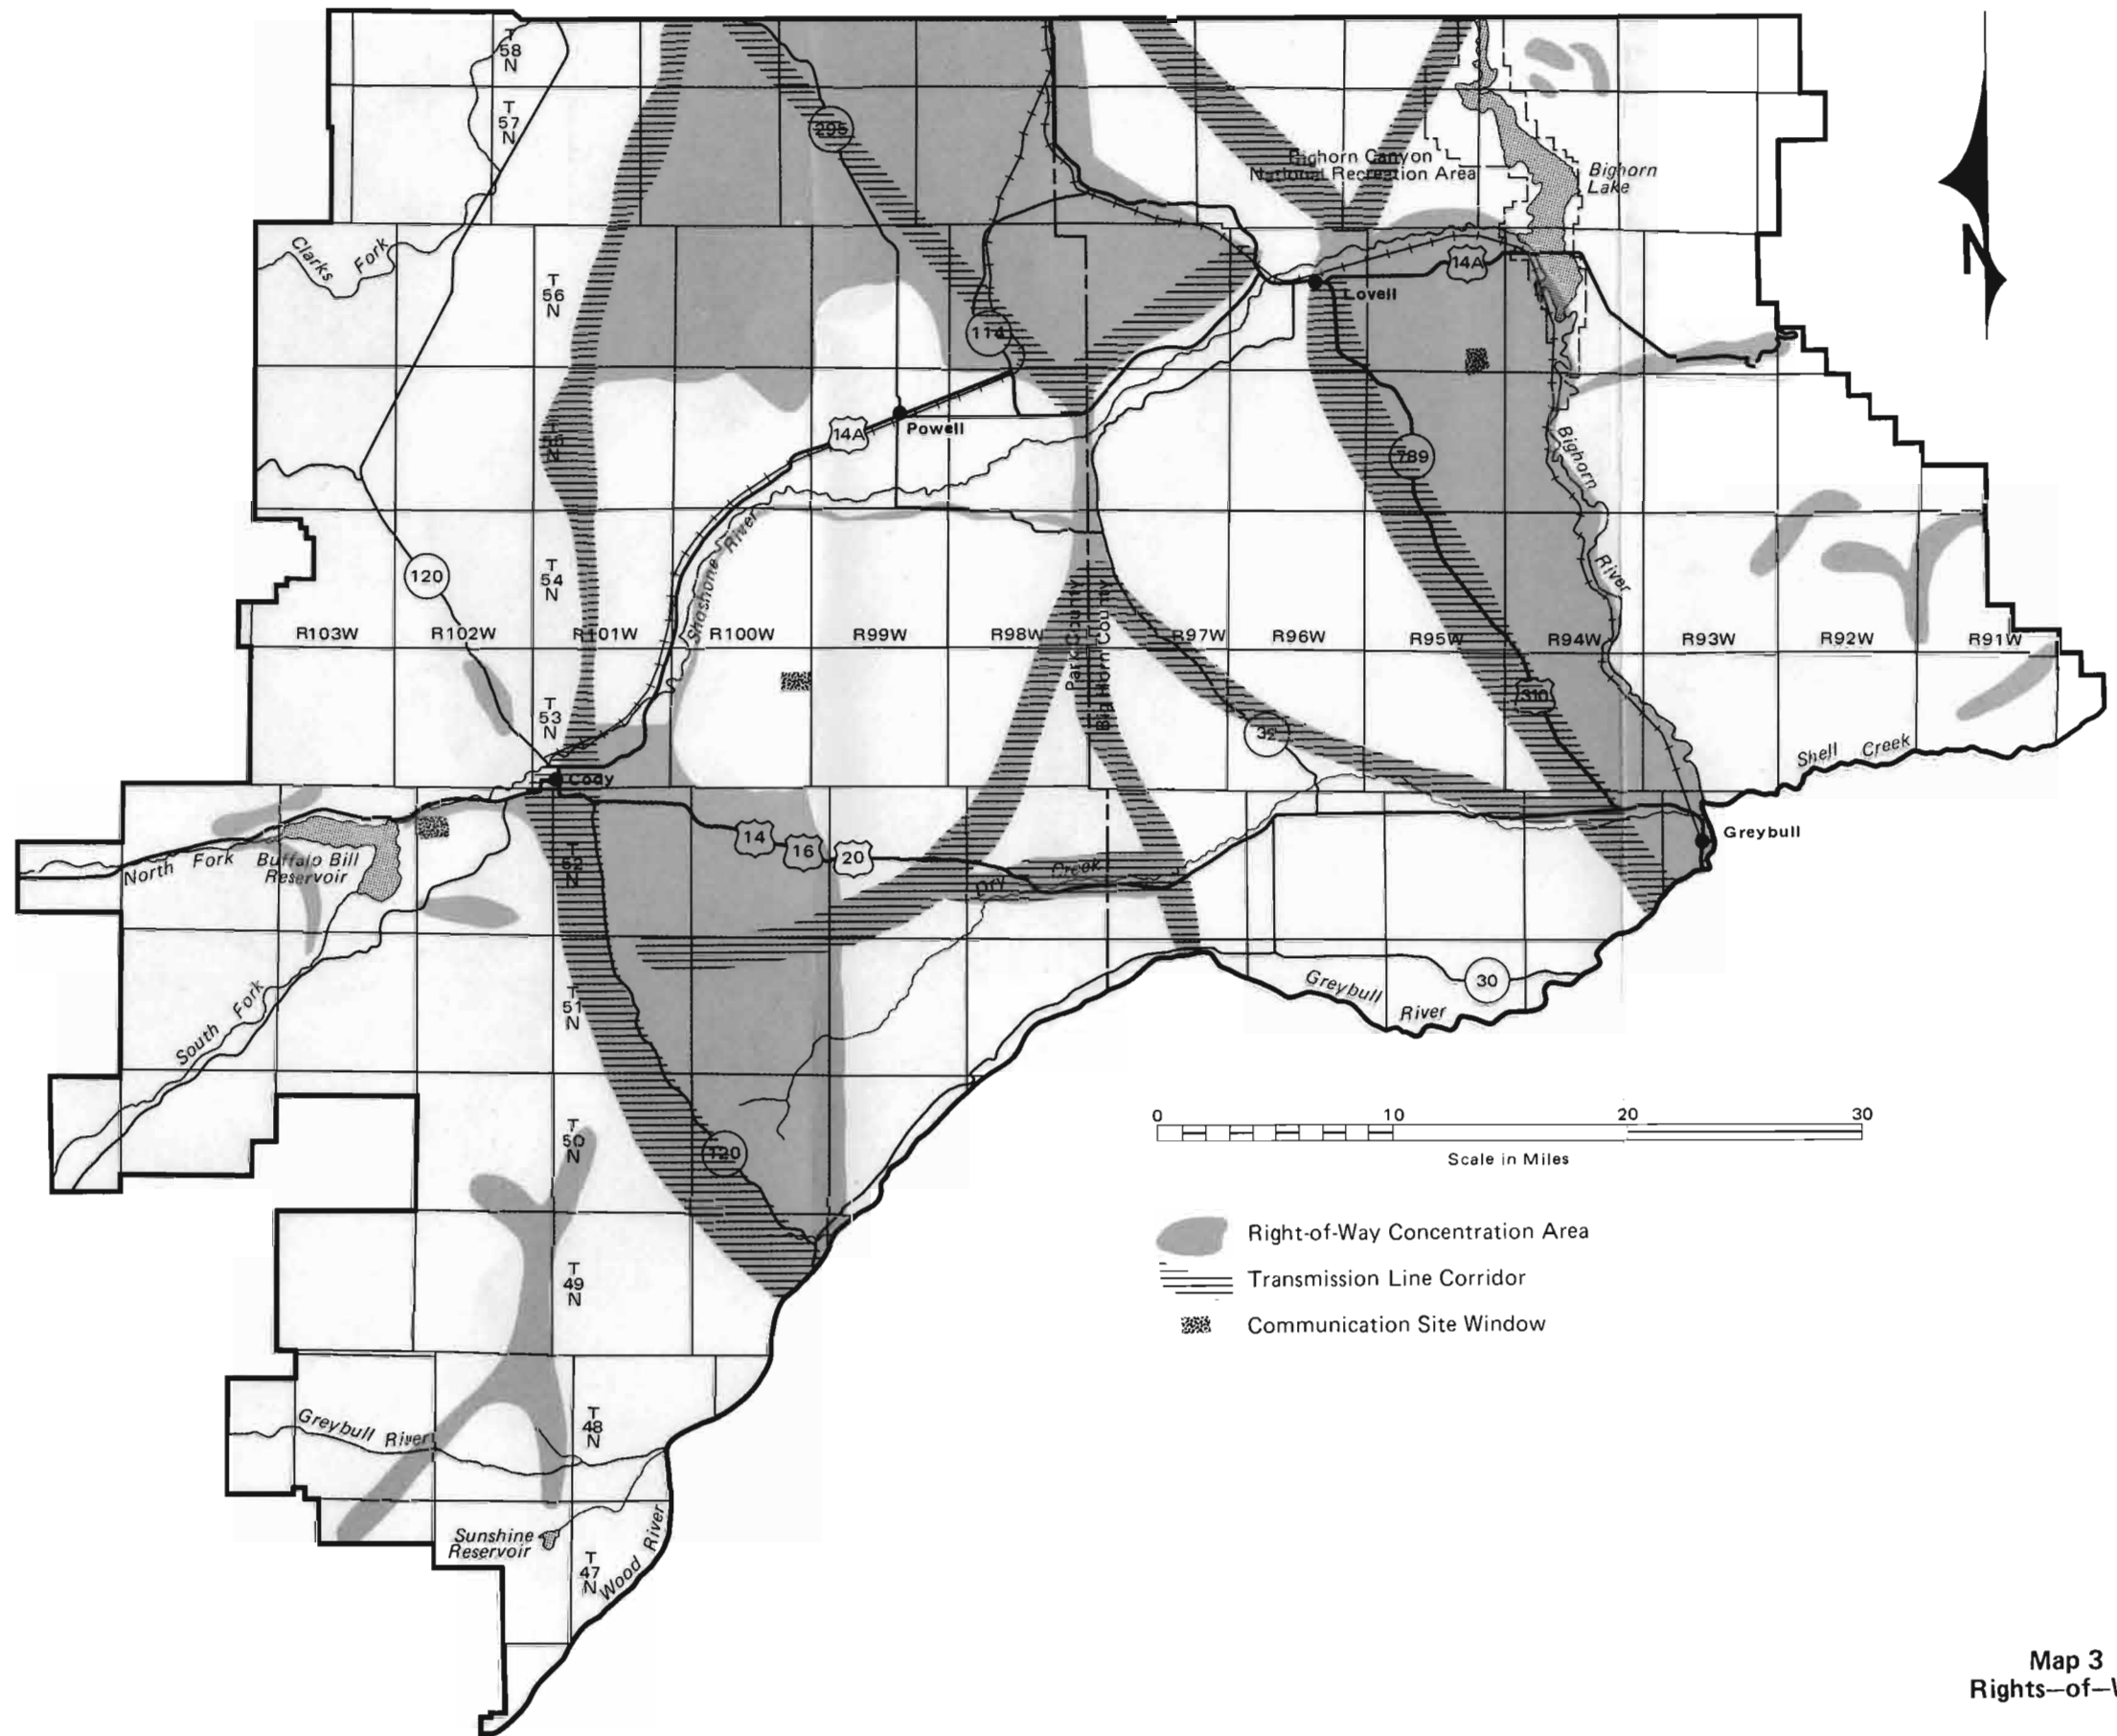 T
58
N
T
57
N
295
Bighorn Canyon
National Recreation Area
Bighorn
Lake
N
Clarks Fork
T
56
N
114
14A
Lovell
T
55
N
14A
Powell
789
Bighorn
River
120
T
54
N
Shoshone River
Park County
Big Horn County
R103W
R102W
R101W
R100W
R99W
R98W
R97W
R96W
R95W
R94W
R93W
R92W
R91W
T
53
N
310
32
Shell Creek
Cody
14
16
20
Greybull
North Fork
Buffalo Bill
Reservoir
T
52
N
Dry Creek
30
Greybull
River
T
51
N
South Fork
0 10 20 30
Scale in Miles
T
50
N
120
Right-of-Way Concentration Area
Transmission Line Corridor
Communication Site Window
T
49
N
T
48
N
Greybull River
Sunshine
Reservoir
T
47
N
Wood River
Map 3
Rights—of—